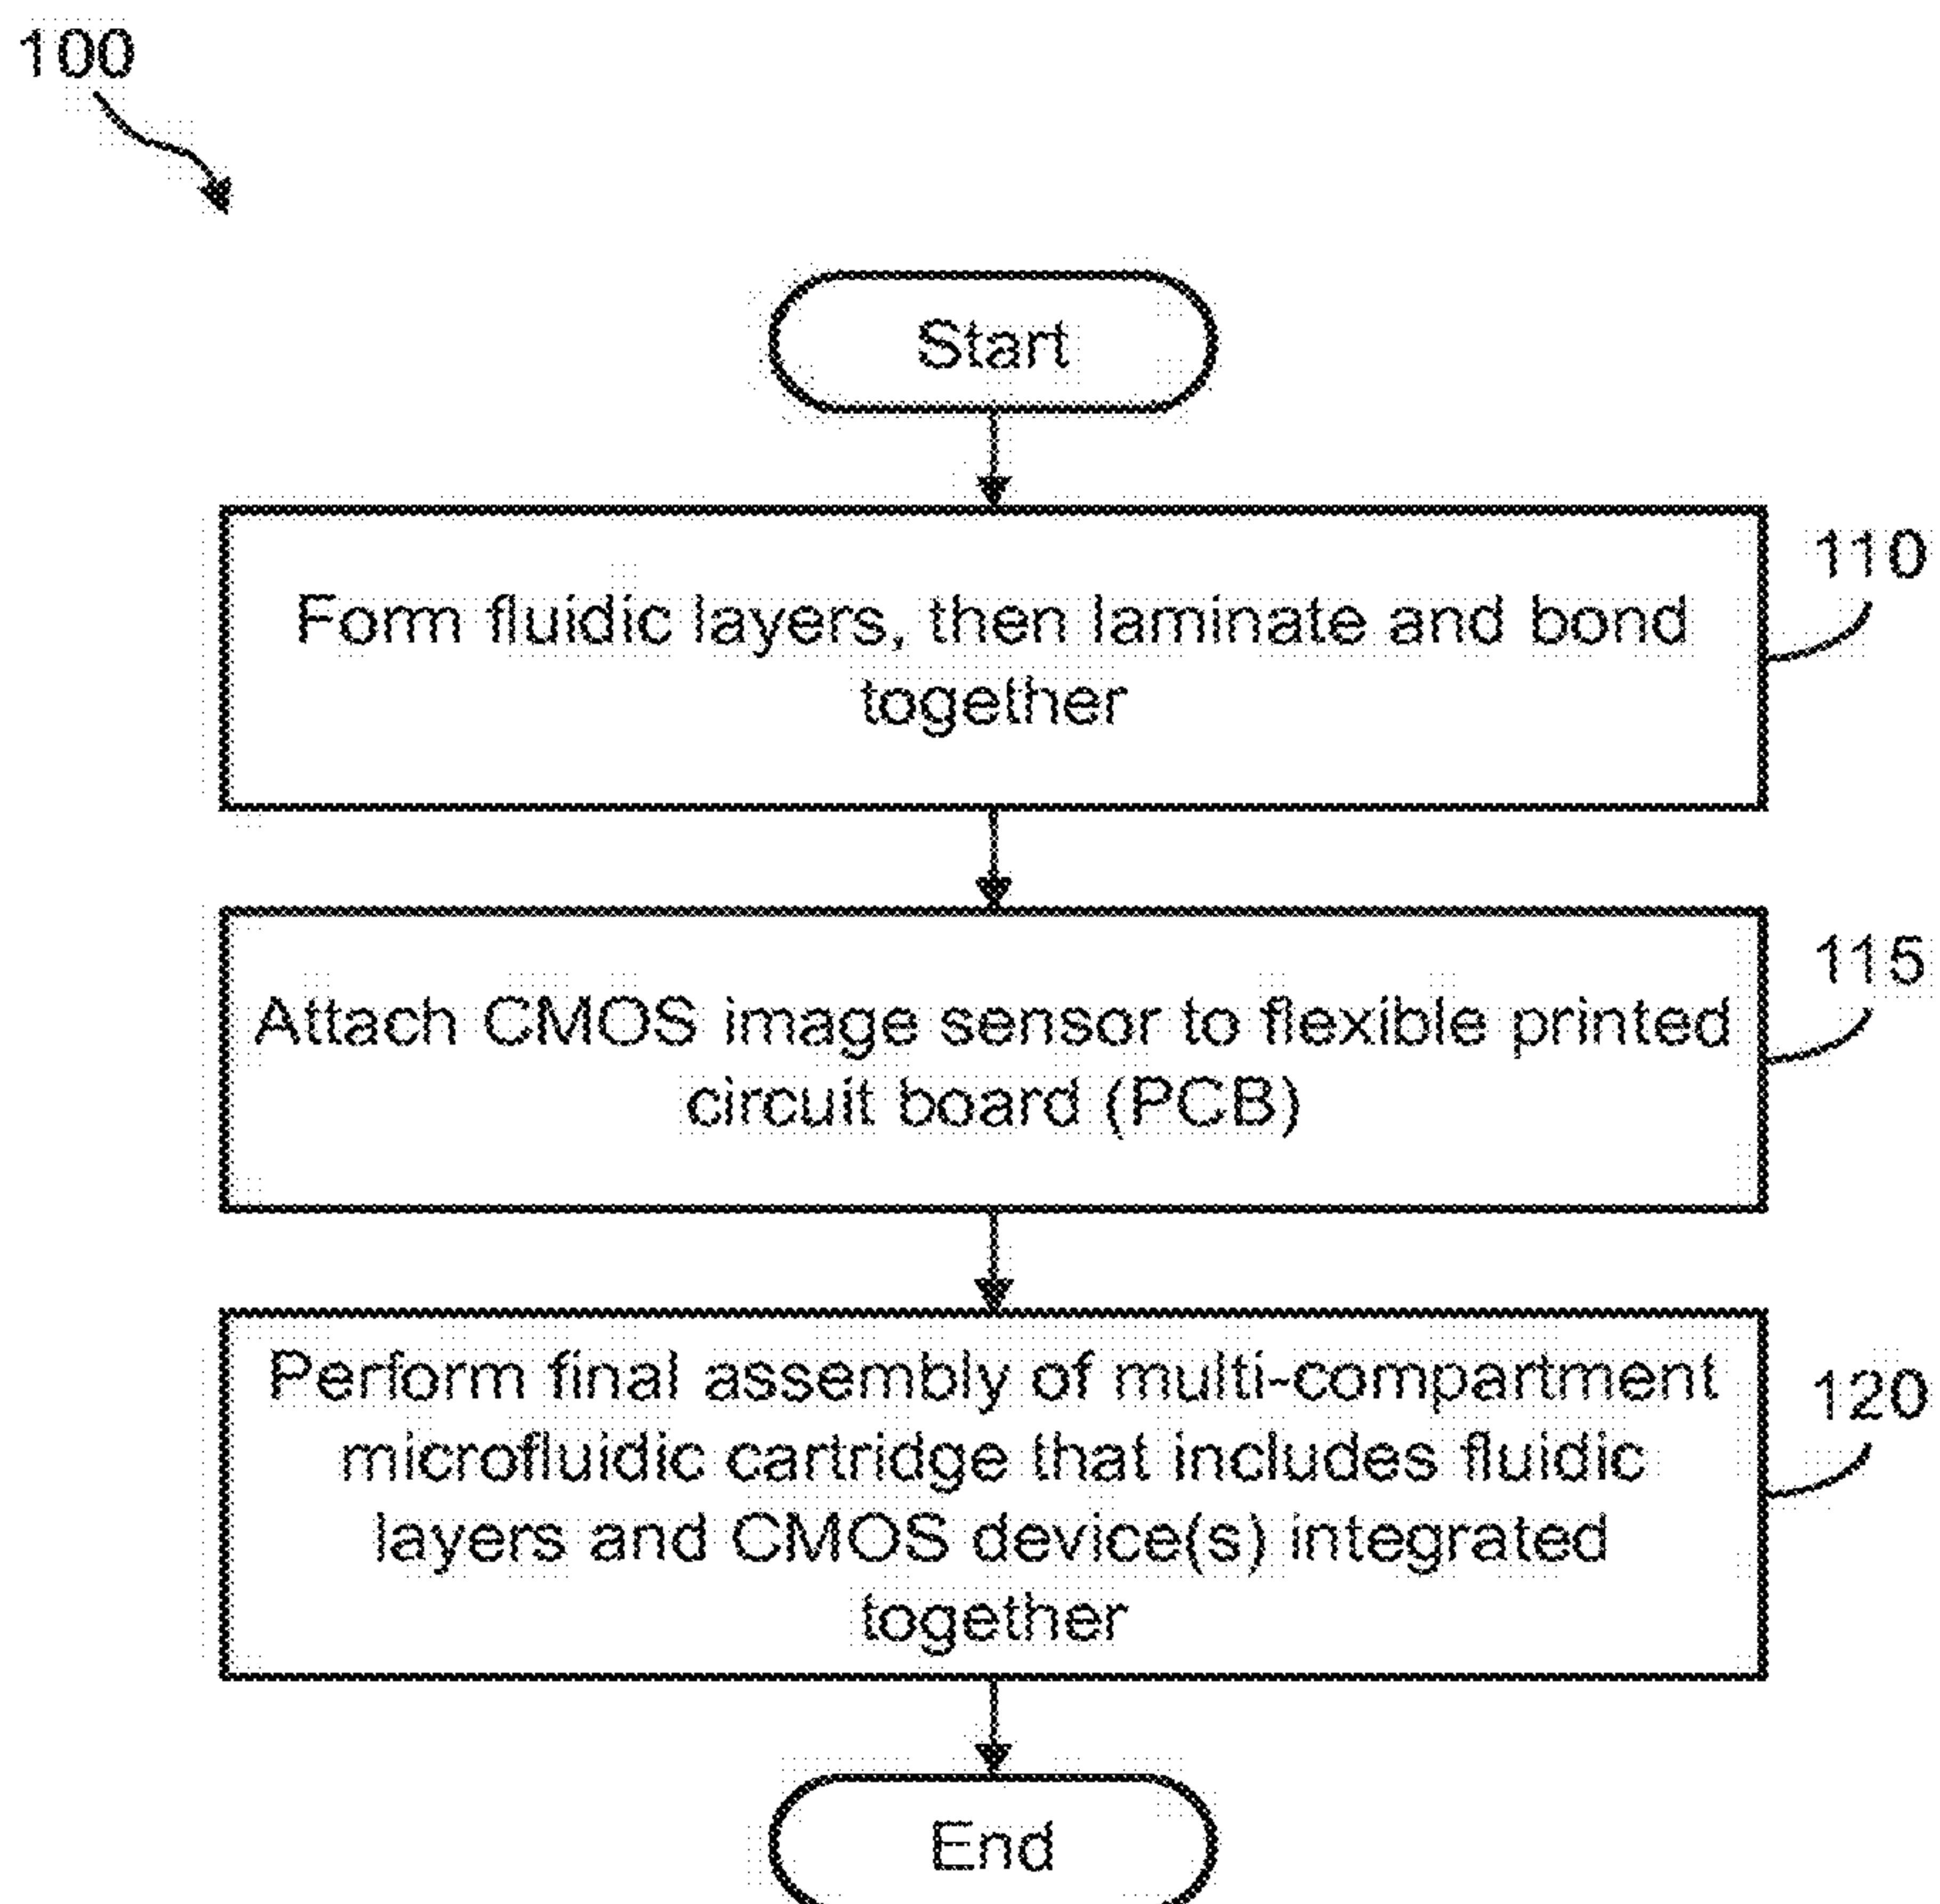 100
Start
Form fluidic layers, then laminate and bond
together
110
Attach CMOS image sensor to flexible printed
circuit board (PCB)
115
Perform final assembly of multi-compartment
microfluidic cartridge that includes fluidic
layers and CMOS device(s) integrated
together
120
End